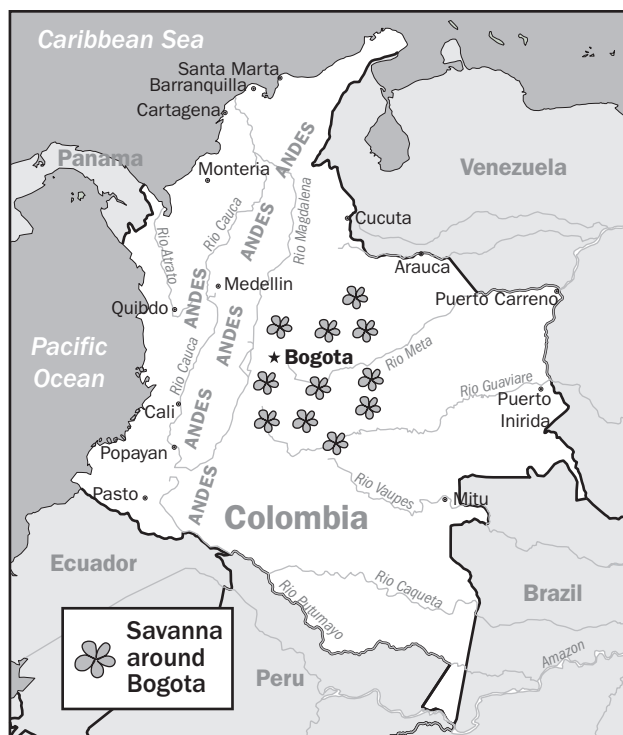 Caribbean Sea
Santa Marta
Barranquilla
Cartagena
Panama
Monteria
ANDES
Venezuela
Rio Cauca
ANDES
Rio Magdalena
Cucuta
Rio Atrato
Arauca
Medellin
Puerto Carreno
Quibdo
ANDES
ANDES
Pacific
Ocean
Bogota
Rio Meta
Rio Cauca
Rio Guaviare
Cali
Puerto
Inirida
ANDES
Popayan
Rio Vaupes
Mitu
Pasto
ANDES
Colombia
Ecuador
Rio Caqueta
Brazil
Rio Putumayo
Savanna
around
Bogota
Amazon
Peru